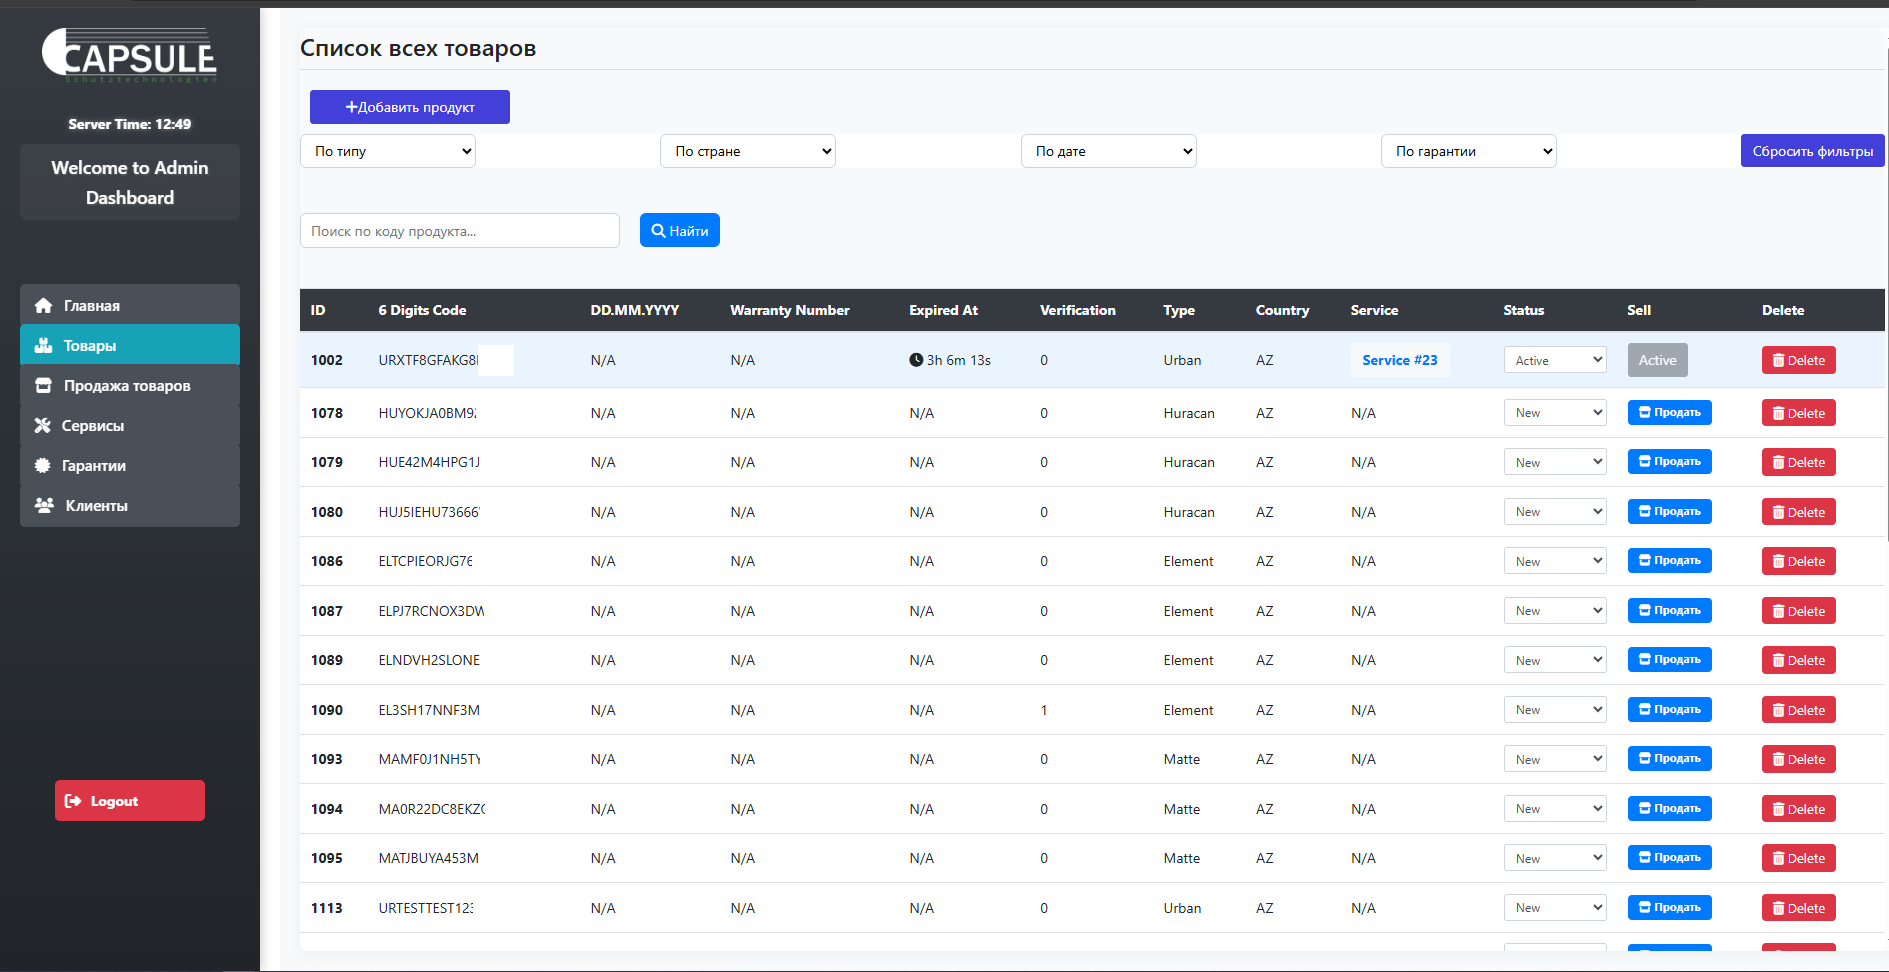 CAPSULE
Schutztechnologien
Server Time: 12:49
Welcome to Admin
Dashboard
Главная
Товары
Продажа товаров
Сервисы
Гарантии
Клиенты
Logout
Список всех товаров
+Добавить продукт
По типу По стране По дате По гарантии Сбросить фильтры
Поиск по коду продукта... Найти
ID 6 Digits Code DD.MM.YYYY Warranty Number Expired At Verification Type Country Service Status Sell Delete
1002 URXTF8GFAKG8 N/A N/A 3h 6m 13s 0 Urban AZ Service #23 Active Active Delete
1078 HUYOKJA0BM92 N/A N/A N/A 0 Huracan AZ N/A New Продать Delete
1079 HUE42M4HPG1J N/A N/A N/A 0 Huracan AZ N/A New Продать Delete
1080 HUJ5IEHU73666 N/A N/A N/A 0 Huracan AZ N/A New Продать Delete
1086 ELTCPIEORJG76 N/A N/A N/A 0 Element AZ N/A New Продать Delete
1087 ELPJ7RCNOX3DW N/A N/A N/A 0 Element AZ N/A New Продать Delete
1089 ELNDVH2SLONE N/A N/A N/A 0 Element AZ N/A New Продать Delete
1090 EL3SH17NNF3M N/A N/A N/A 1 Element AZ N/A New Продать Delete
1093 MAMF0J1NH5TY N/A N/A N/A 0 Matte AZ N/A New Продать Delete
1094 MA0R22DC8EKZ N/A N/A N/A 0 Matte AZ N/A New Продать Delete
1095 MATJBUYA453M N/A N/A N/A 0 Matte AZ N/A New Продать Delete
1113 URTESTTEST123 N/A N/A N/A 0 Urban AZ N/A New Продать Delete